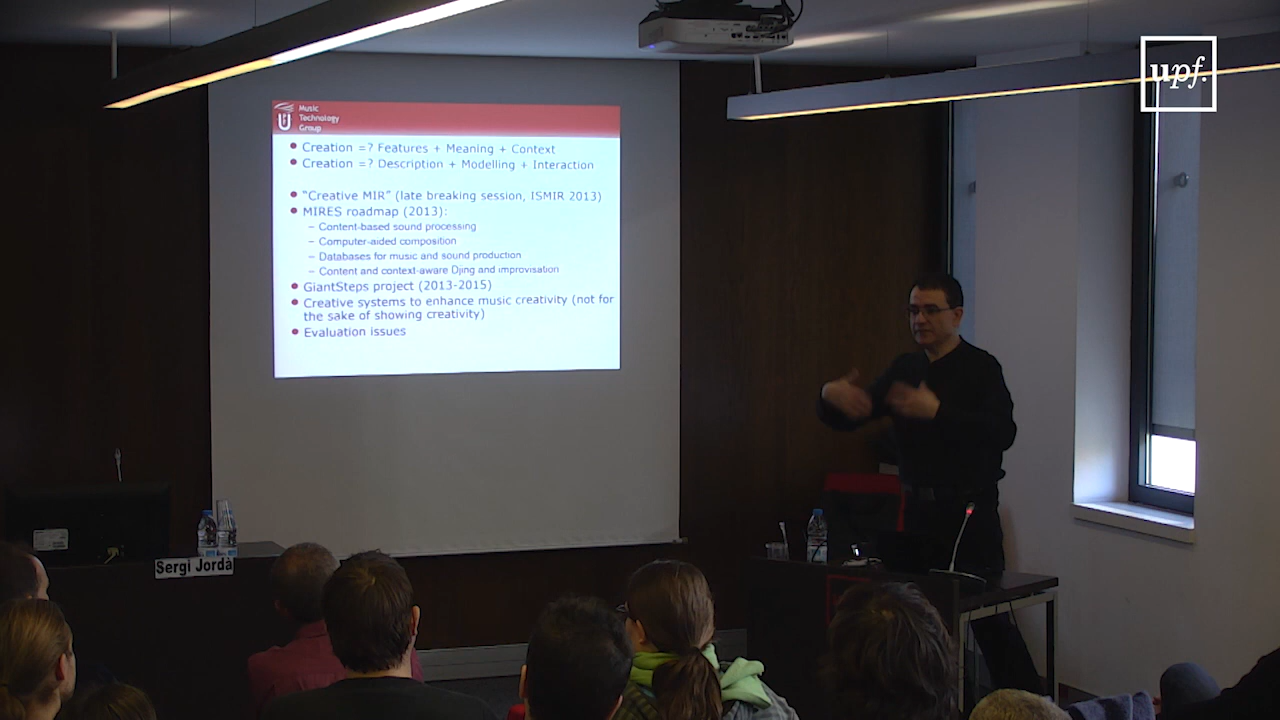 upf.
Music
Technology
Group
Creation =? Features + Meaning + Context
Creation =? Description + Modelling + Interaction
"Creative MIR" (late breaking session, ISMIR 2013)
MIRES roadmap (2013):
– Content-based sound processing
– Computer-aided composition
– Databases for music and sound production
– Content and context-aware Djing and improvisation
GiantSteps project (2013-2015)
Creative systems to enhance music creativity (not for
the sake of showing creativity)
Evaluation issues
Sergi Jordà